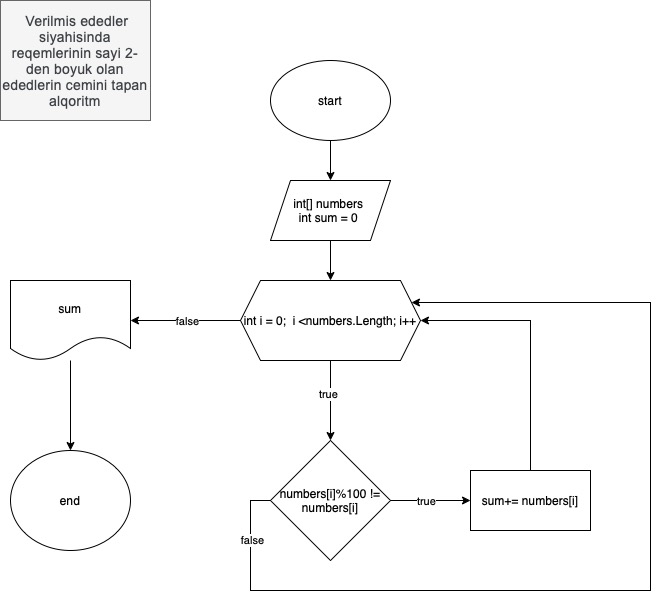 Verilmis ededler
siyahisinda
reqemlerinin sayi 2-
den boyuk olan
ededlerin cemini tapan
alqoritm
start
int[] numbers
int sum = 0
int i = 0;  i <numbers.Length; i++
false
sum
end
true
numbers[i]%100 !=
numbers[i]
true
sum+= numbers[i]
false